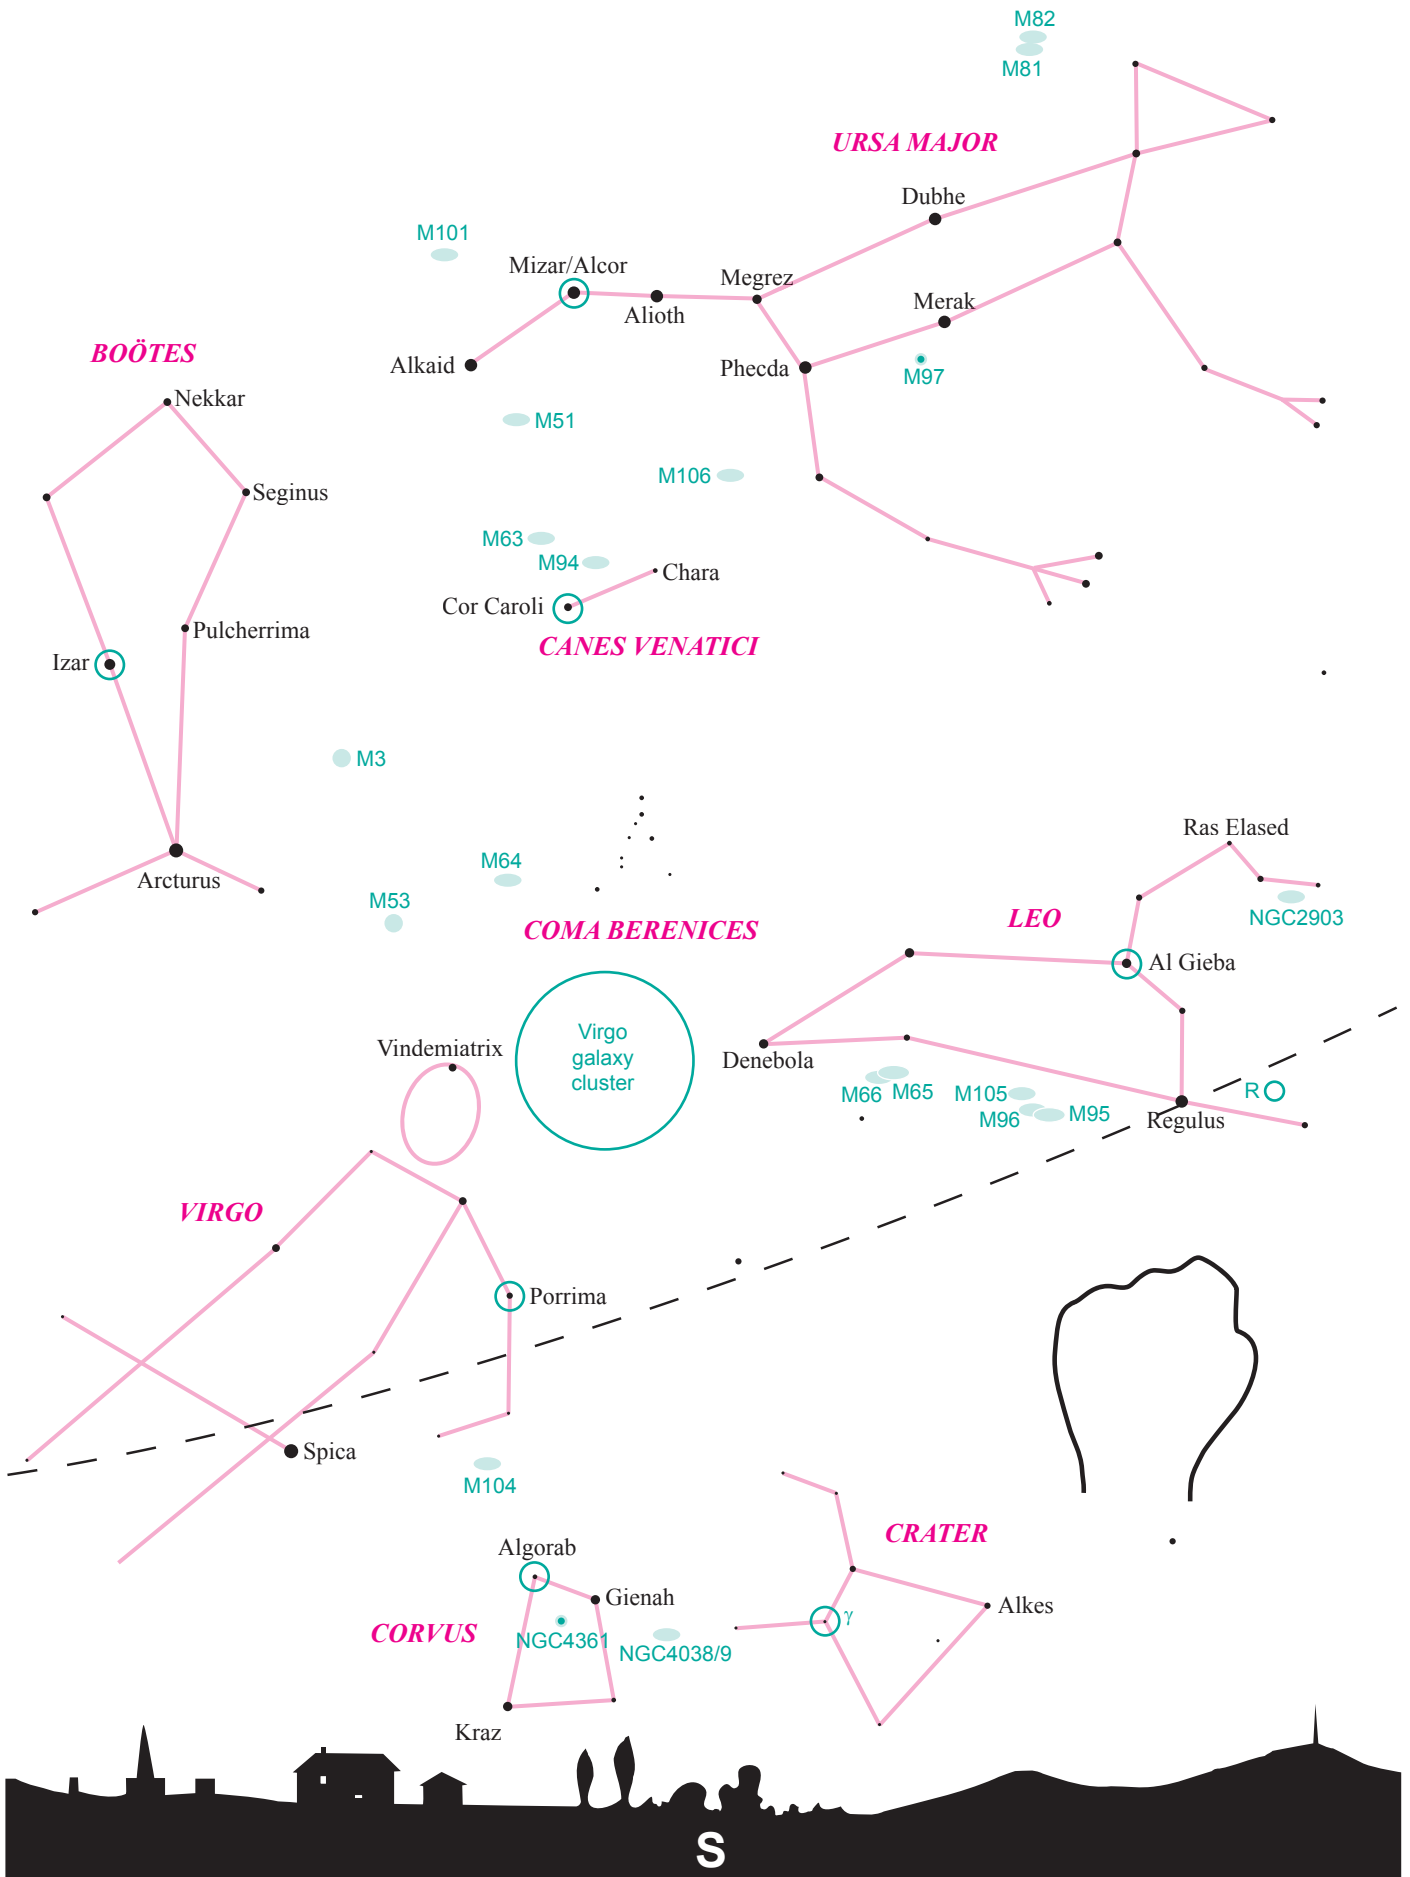 M82
M81
URSA MAJOR
Dubhe
M101
Mizar/Alcor
Megrez
Merak
Alioth
BOÖTES
Alkaid
Phecda
M97
Nekkar
M51
M106
Seginus
M63
M94
Chara
Cor Caroli
CANES VENATICI
Pulcherrima
Izar
M3
Ras Elased
M64
Arcturus
M53
NGC2903
LEO
COMA BERENICES
Al Gieba
Virgo
galaxy
cluster
Vindemiatrix
Denebola
M66
M65
M105
M96
M95
R
Regulus
VIRGO
Porrima
Spica
M104
CRATER
Algorab
Gienah
Alkes
γ
CORVUS
NGC4361
NGC4038/9
Kraz
S